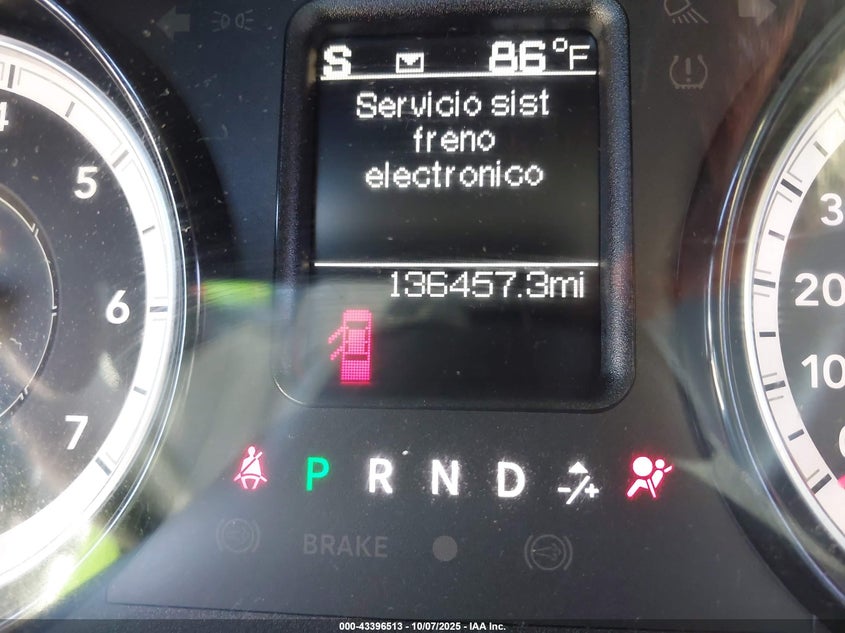 S 86°F
Servicio sist
freno
electronico
136457.3mi
4
5
6
7
3
20
10
P R N D -/+
BRAKE
000-43396513 - 10/07/2025 - IAA Inc.